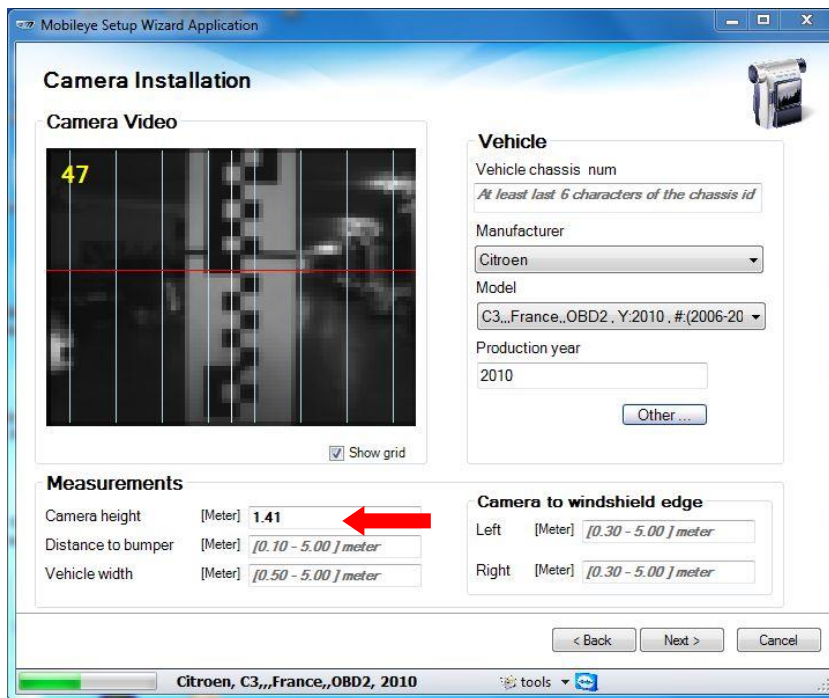 Mobileye Setup Wizard Application
Camera Installation
Camera Video
47
Show grid
Vehicle
Vehicle chassis num
At least last 6 characters of the chassis id
Manufacturer
Citroen
Model
C3,,,France,,OBD2 , Y:2010 , #:(2006-20
Production year
2010
Other ...
Measurements
Camera height [Meter] 1.41
Distance to bumper [Meter] [0.10 - 5.00 ] meter
Vehicle width [Meter] [0.50 - 5.00 ] meter
Camera to windshield edge
Left [Meter] [0.30 - 5.00 ] meter
Right [Meter] [0.30 - 5.00 ] meter
< Back Next > Cancel
Citroen, C3,,,France,,OBD2, 2010 tools